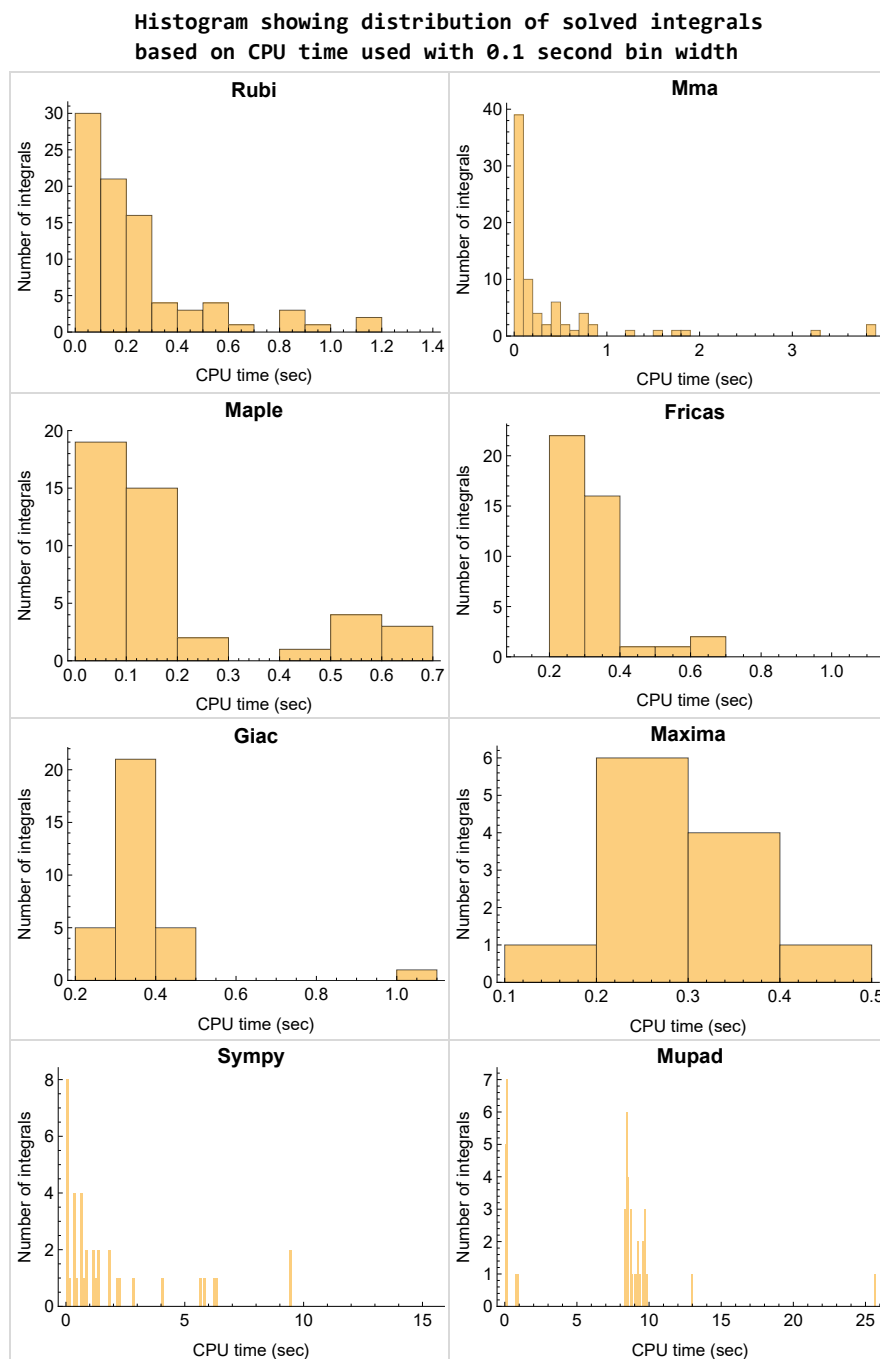 Histogram showing distribution of solved integrals
based on CPU time used with 0.1 second bin width
Rubi
Number of integrals
30
25
20
15
10
5
0
0.0 0.2 0.4 0.6 0.8 1.0 1.2 1.4
CPU time (sec)
Mma
Number of integrals
40
30
20
10
0
0 1 2 3
CPU time (sec)
Maple
Number of integrals
20
15
10
5
0
0.0 0.1 0.2 0.3 0.4 0.5 0.6 0.7
CPU time (sec)
Fricas
Number of integrals
20
15
10
5
0
0.2 0.4 0.6 0.8 1.0
CPU time (sec)
Giac
Number of integrals
20
15
10
5
0
0.2 0.4 0.6 0.8 1.0
CPU time (sec)
Maxima
Number of integrals
6
5
4
3
2
1
0
0.1 0.2 0.3 0.4 0.5
CPU time (sec)
Sympy
Number of integrals
8
6
4
2
0
0 5 10 15
CPU time (sec)
Mupad
Number of integrals
7
6
5
4
3
2
1
0
0 5 10 15 20 25
CPU time (sec)